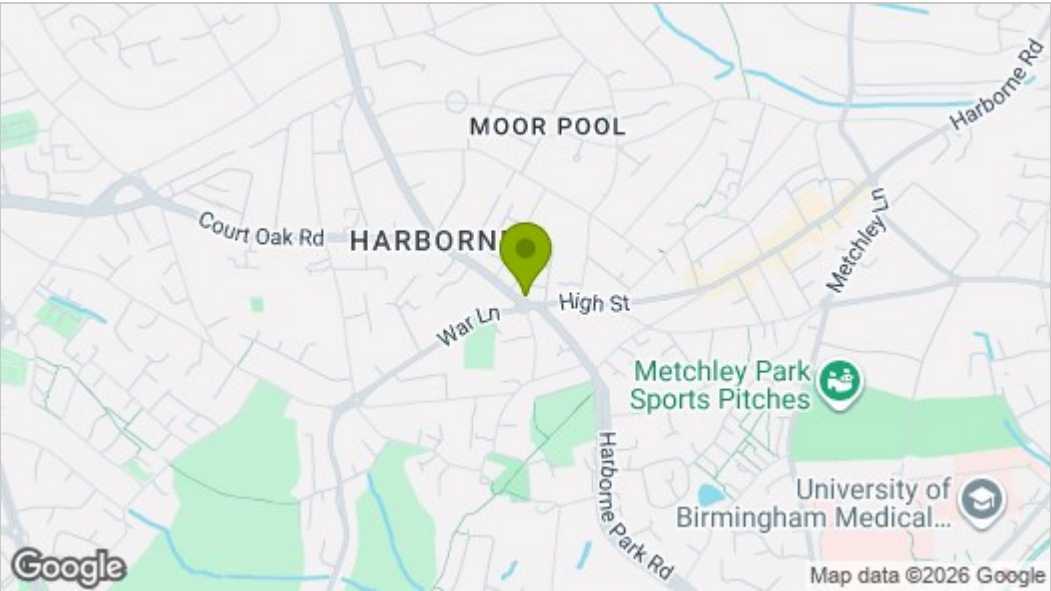 Harborne Rd
MOOR POOL
Metchley Ln
Court Oak Rd
HARBORN
High St
War Ln
Metchley Park
Sports Pitches
Harborne Park Rd
University of
Birmingham Medical...
Google
Map data ©2026 Google